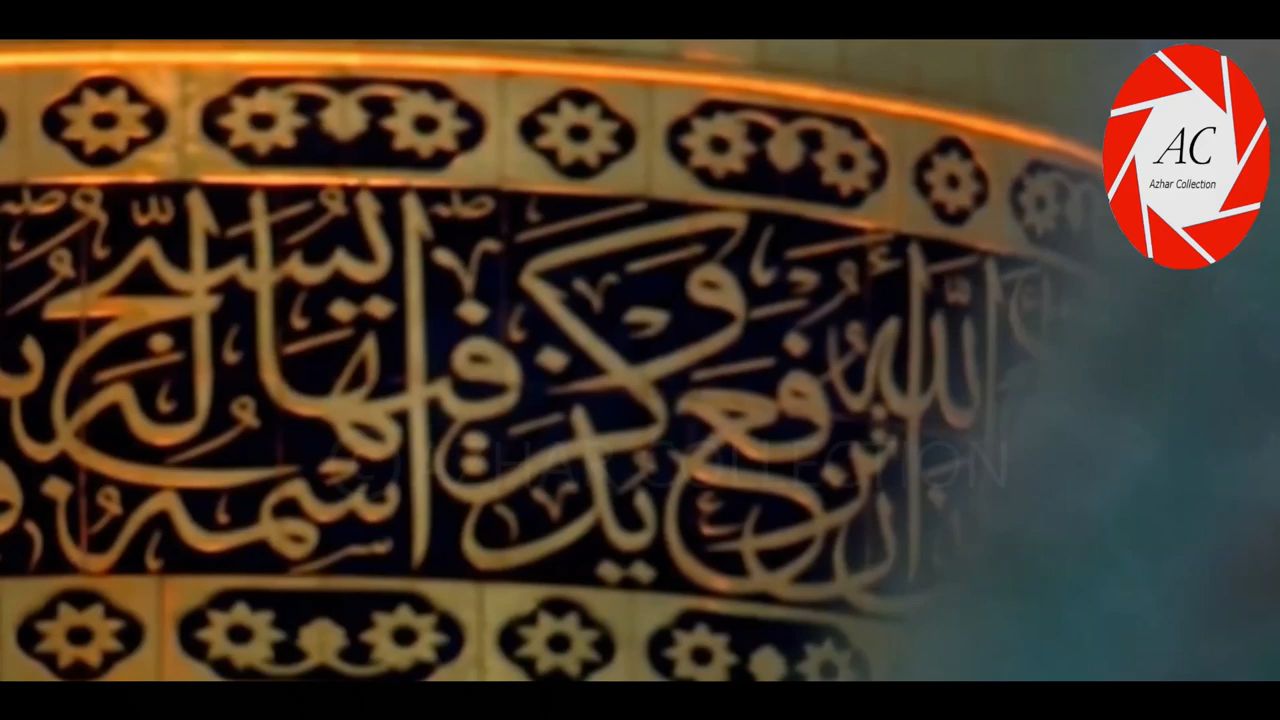 الله أن ترفع ويذكر فيها اسمه يسبح له
AC
Azhar Collection